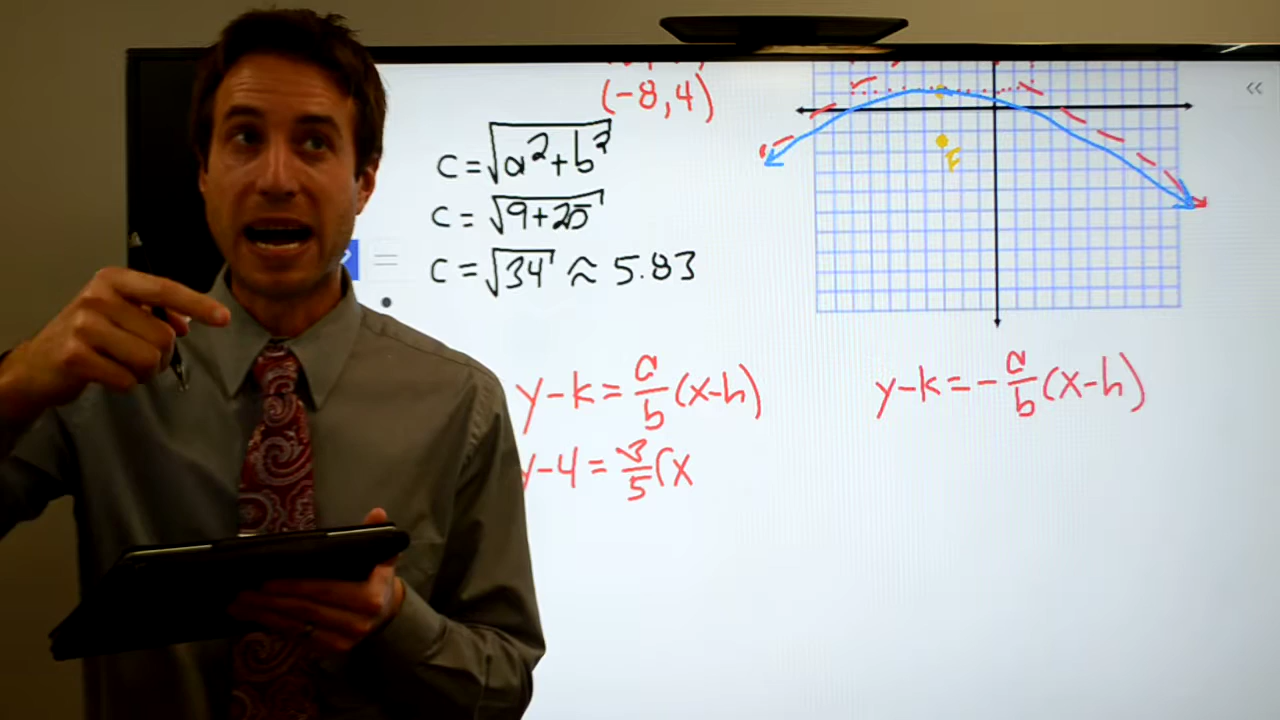 (-8,4)
c=√a²+b²
c=√9+25
c=√34 ≈ 5.83
F
«
y-k=a/b(x-h)
y-k=-a/b(x-h)
y-4=3/5(x